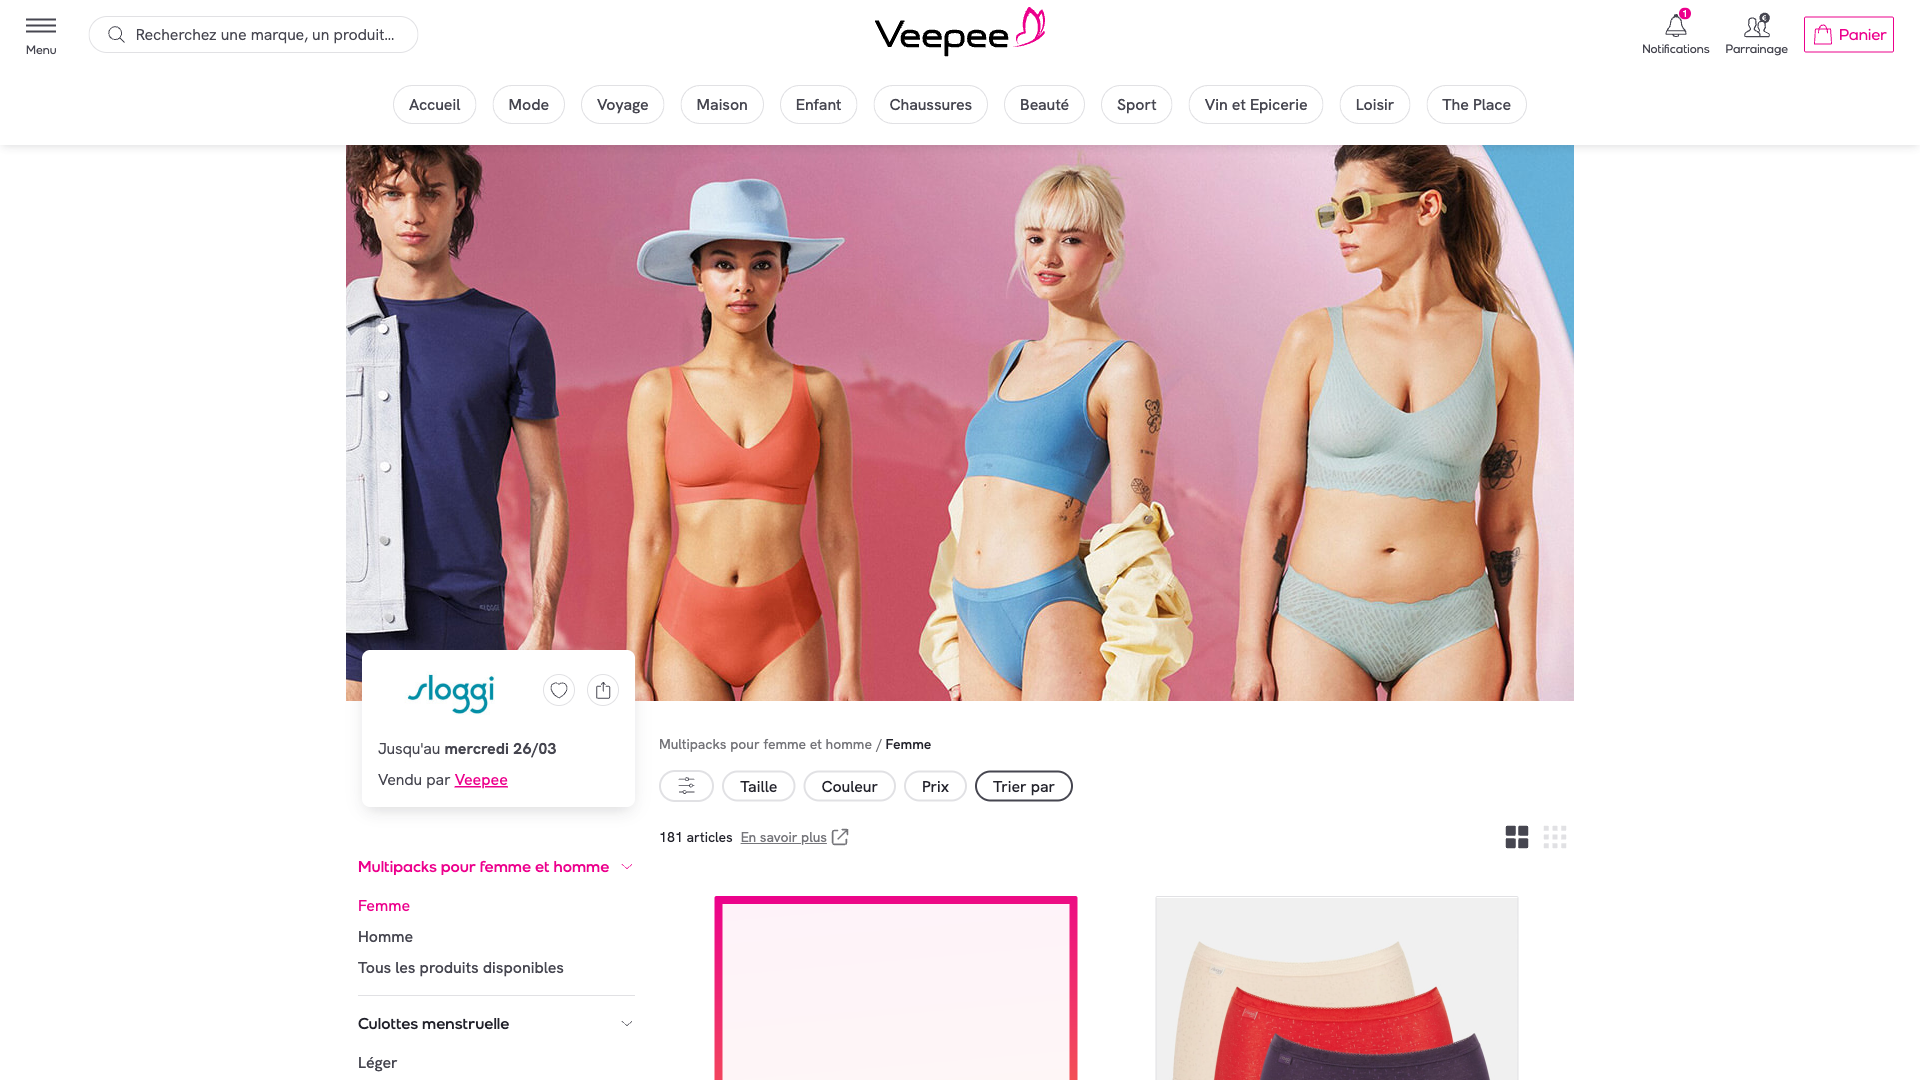 Menu
Recherchez une marque, un produit...
Veepee
1
Notifications
Parrainage
Panier
Accueil
Mode
Voyage
Maison
Enfant
Chaussures
Beauté
Sport
Vin et Epicerie
Loisir
The Place
sloggi
Jusqu'au mercredi 26/03
Vendu par Veepee
Multipacks pour femme et homme / Femme
Taille
Couleur
Prix
Trier par
181 articles En savoir plus
Multipacks pour femme et homme
Femme
Homme
Tous les produits disponibles
Culottes menstruelle
Léger